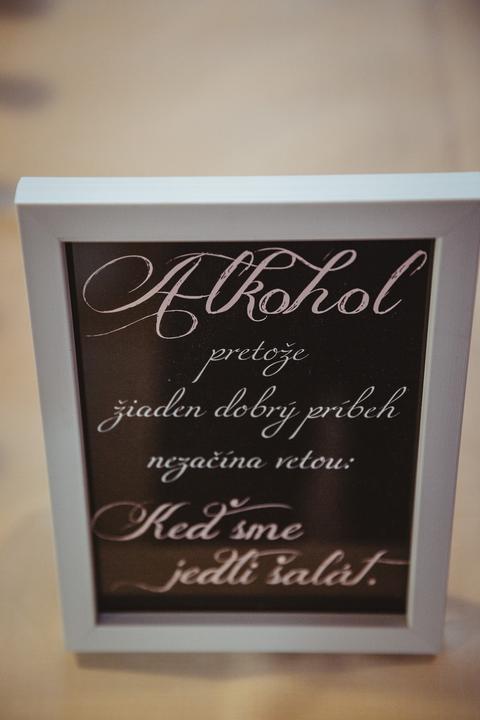 Alkohol
pretože
žiaden dobrý príbeh
nezačína vetou:
Keď sme
jedli šalát.